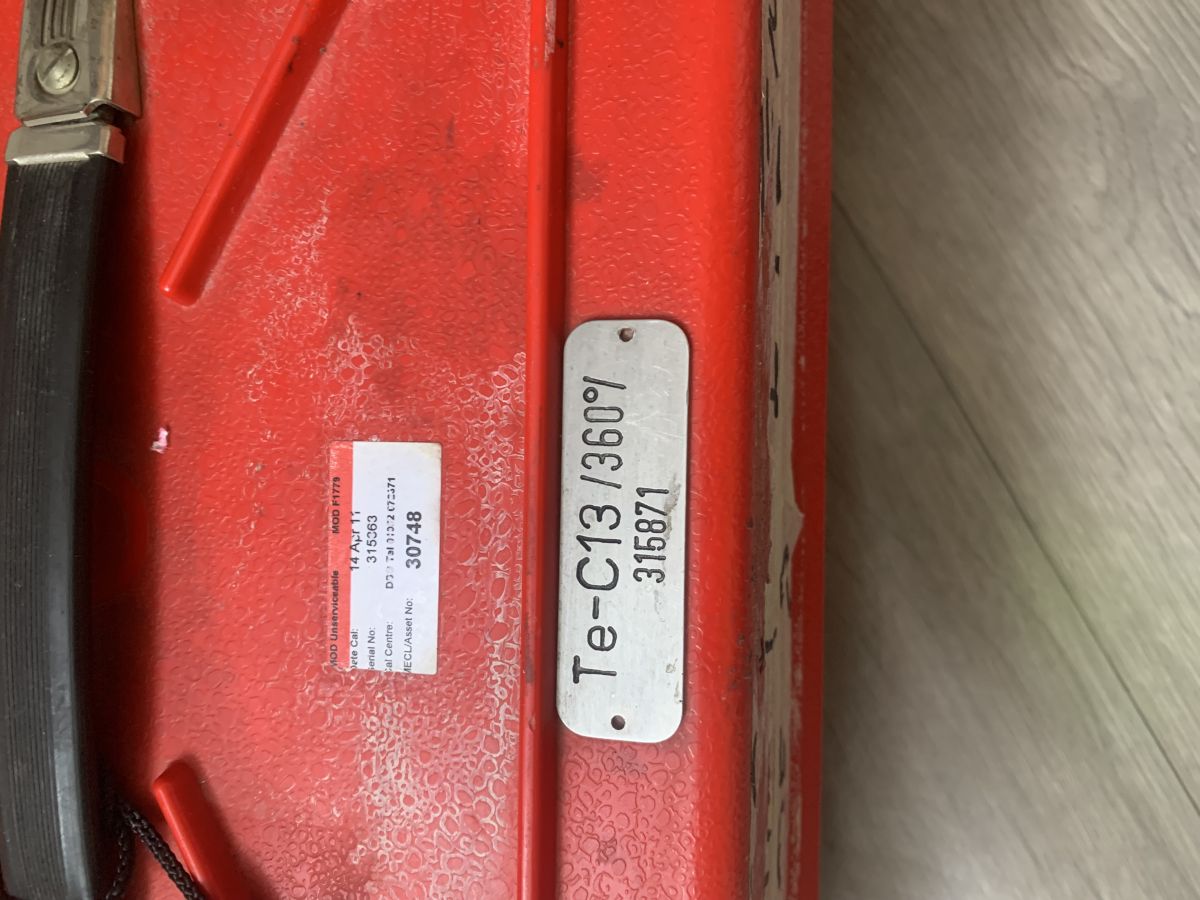 MOD Unserviceable MOD F1779
Date Cal: 14 Apr 11
Serial No: 315363
Cal Centre:
MECL/Asset No: 30748
Te-C13 /360°/
315871